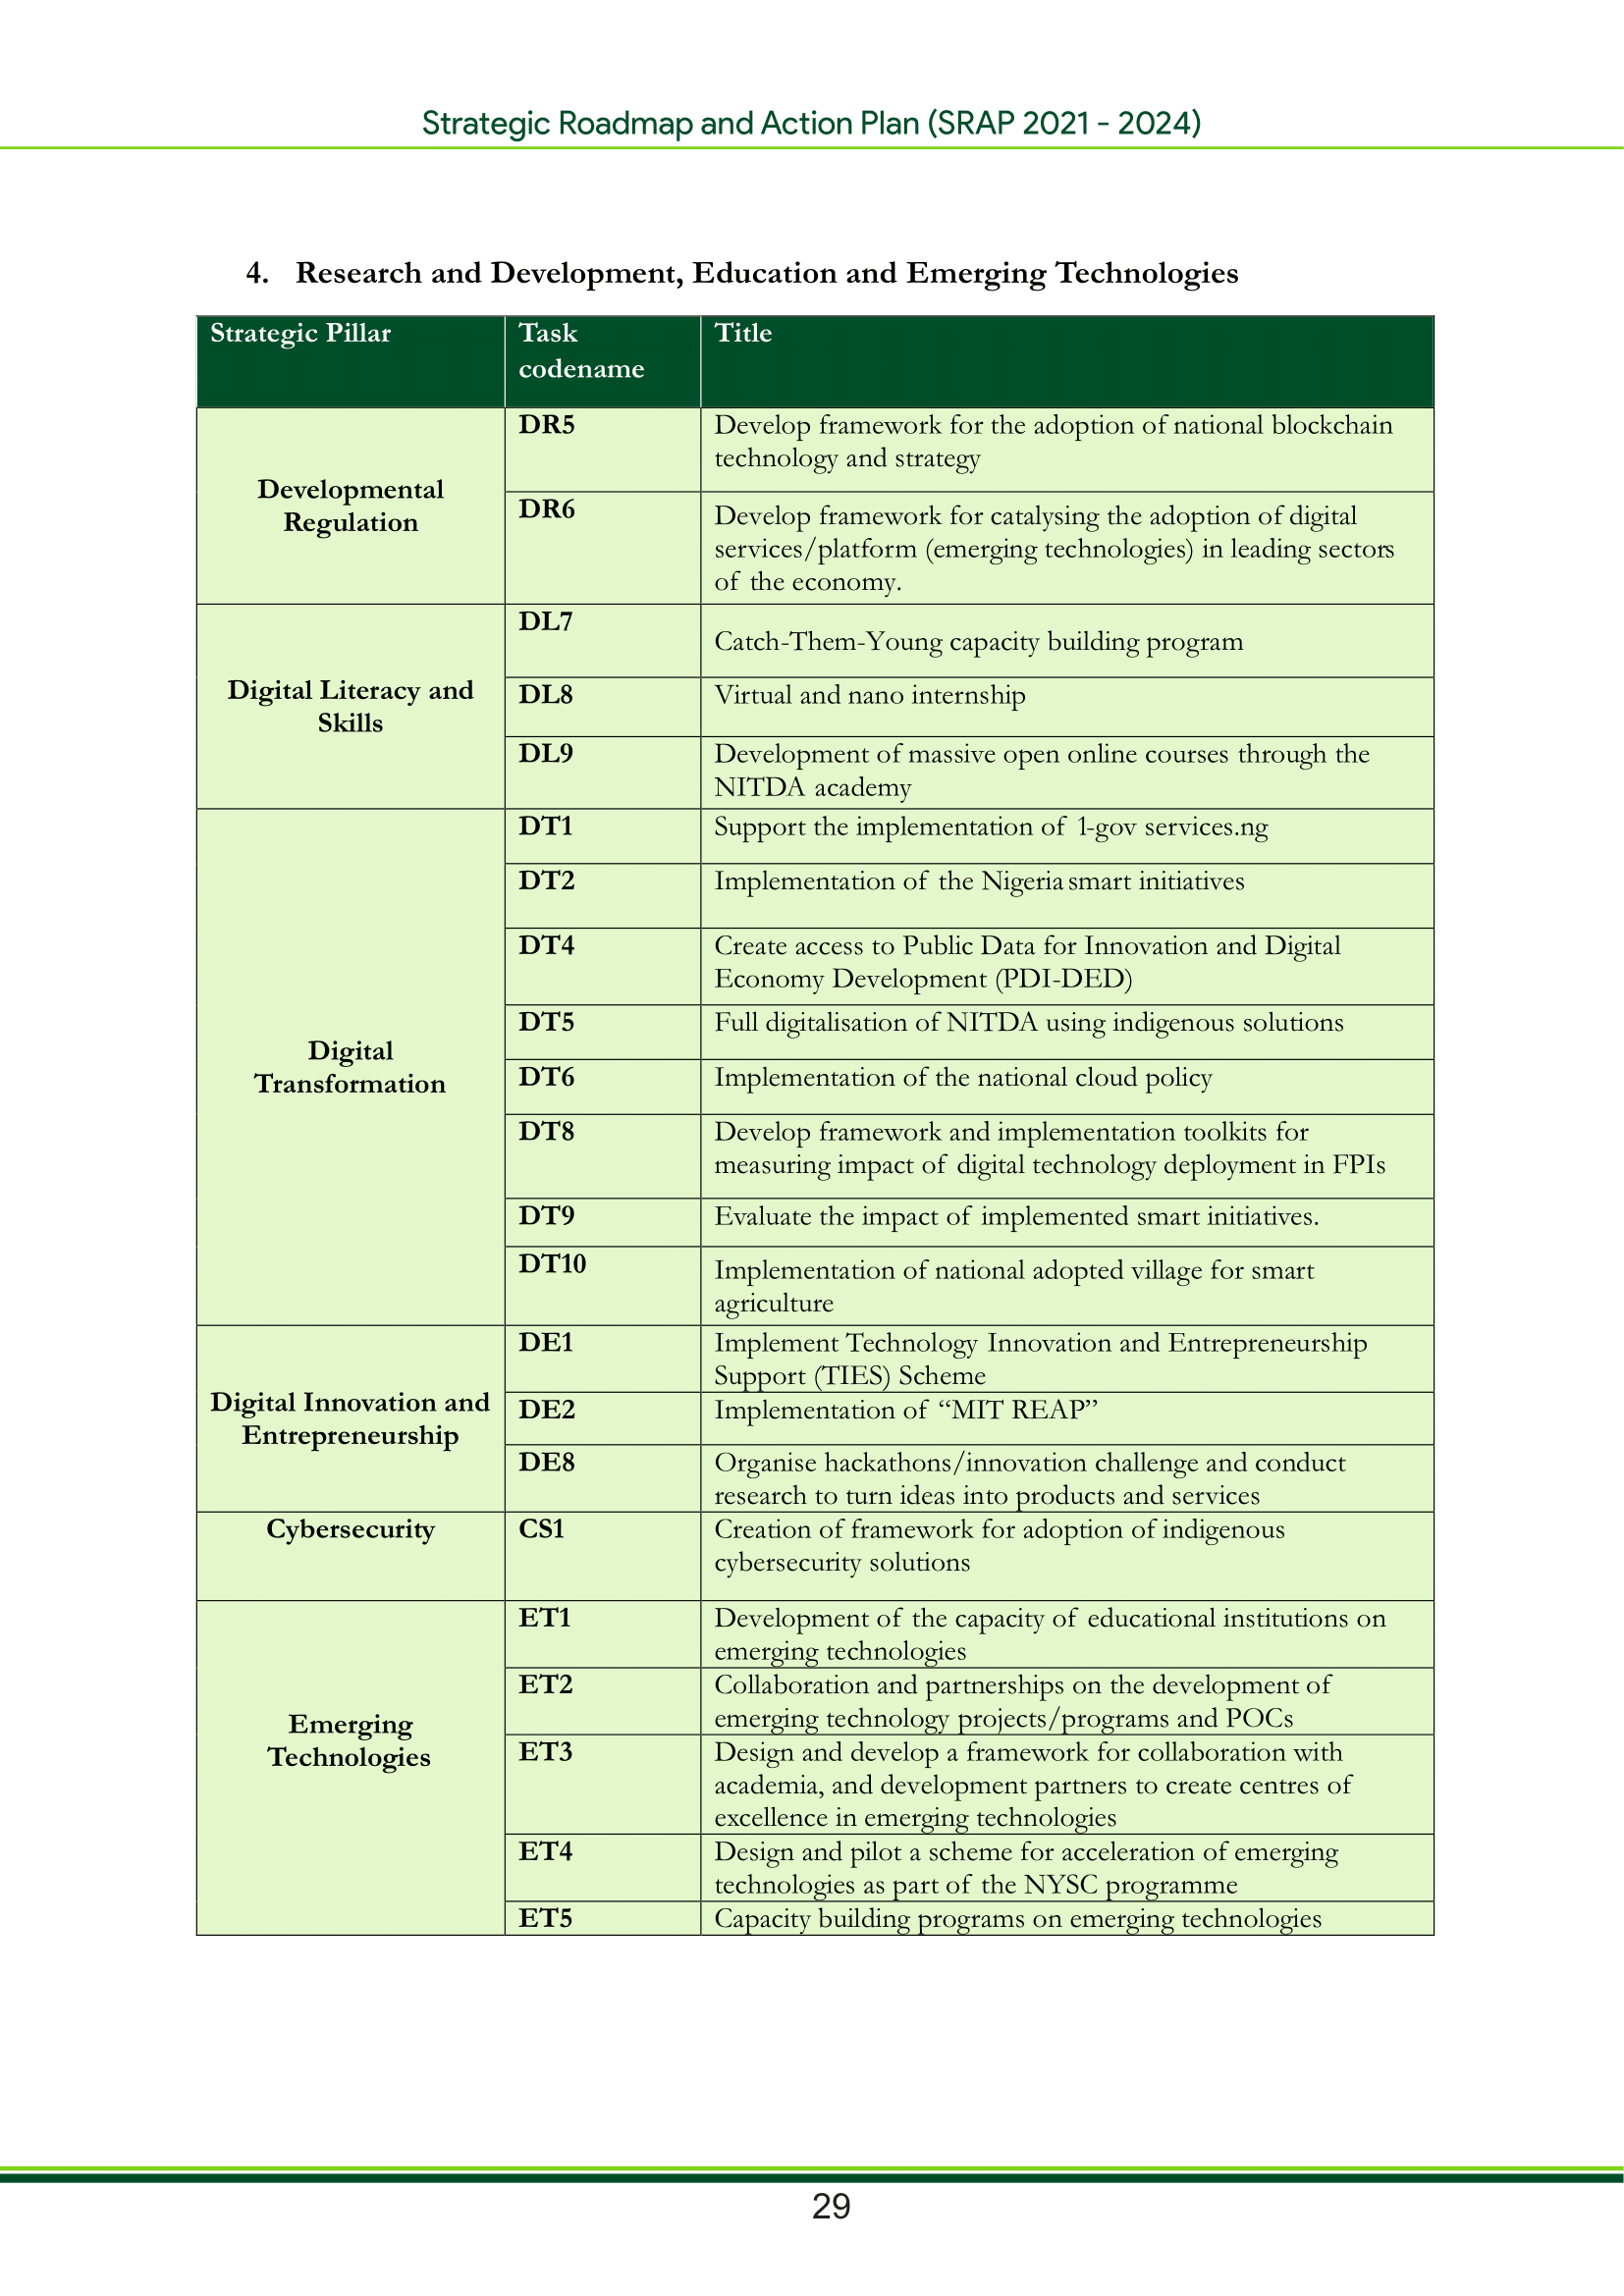 Strategic Roadmap and Action Plan (SRAP 2021 - 2024)
4. Research and Development, Education and Emerging Technologies
Strategic Pillar
Task
codename
Title
Developmental
Regulation
DR5
Develop framework for the adoption of national blockchain
technology and strategy
DR6
Develop framework for catalysing the adoption of digital
services/platform (emerging technologies) in leading sectors
of the economy.
Digital Literacy and
Skills
DL7
Catch-Them-Young capacity building program
DL8
Virtual and nano internship
DL9
Development of massive open online courses through the
NITDA academy
Digital
Transformation
DT1
Support the implementation of 1-gov services.ng
DT2
Implementation of the Nigeria smart initiatives
DT4
Create access to Public Data for Innovation and Digital
Economy Development (PDI-DED)
DT5
Full digitalisation of NITDA using indigenous solutions
DT6
Implementation of the national cloud policy
DT8
Develop framework and implementation toolkits for
measuring impact of digital technology deployment in FPIs
DT9
Evaluate the impact of implemented smart initiatives.
DT10
Implementation of national adopted village for smart
agriculture
Digital Innovation and
Entrepreneurship
DE1
Implement Technology Innovation and Entrepreneurship
Support (TIES) Scheme
DE2
Implementation of “MIT REAP”
DE8
Organise hackathons/innovation challenge and conduct
research to turn ideas into products and services
Cybersecurity
CS1
Creation of framework for adoption of indigenous
cybersecurity solutions
Emerging
Technologies
ET1
Development of the capacity of educational institutions on
emerging technologies
ET2
Collaboration and partnerships on the development of
emerging technology projects/programs and POCs
ET3
Design and develop a framework for collaboration with
academia, and development partners to create centres of
excellence in emerging technologies
ET4
Design and pilot a scheme for acceleration of emerging
technologies as part of the NYSC programme
ET5
Capacity building programs on emerging technologies
29